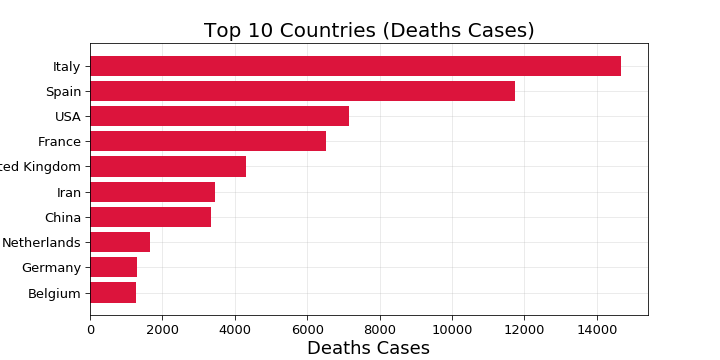 Top 10 Countries (Deaths Cases)
Italy
Spain
USA
France
ted Kingdom
Iran
China
Netherlands
Germany
Belgium
0 2000 4000 6000 8000 10000 12000 14000
Deaths Cases